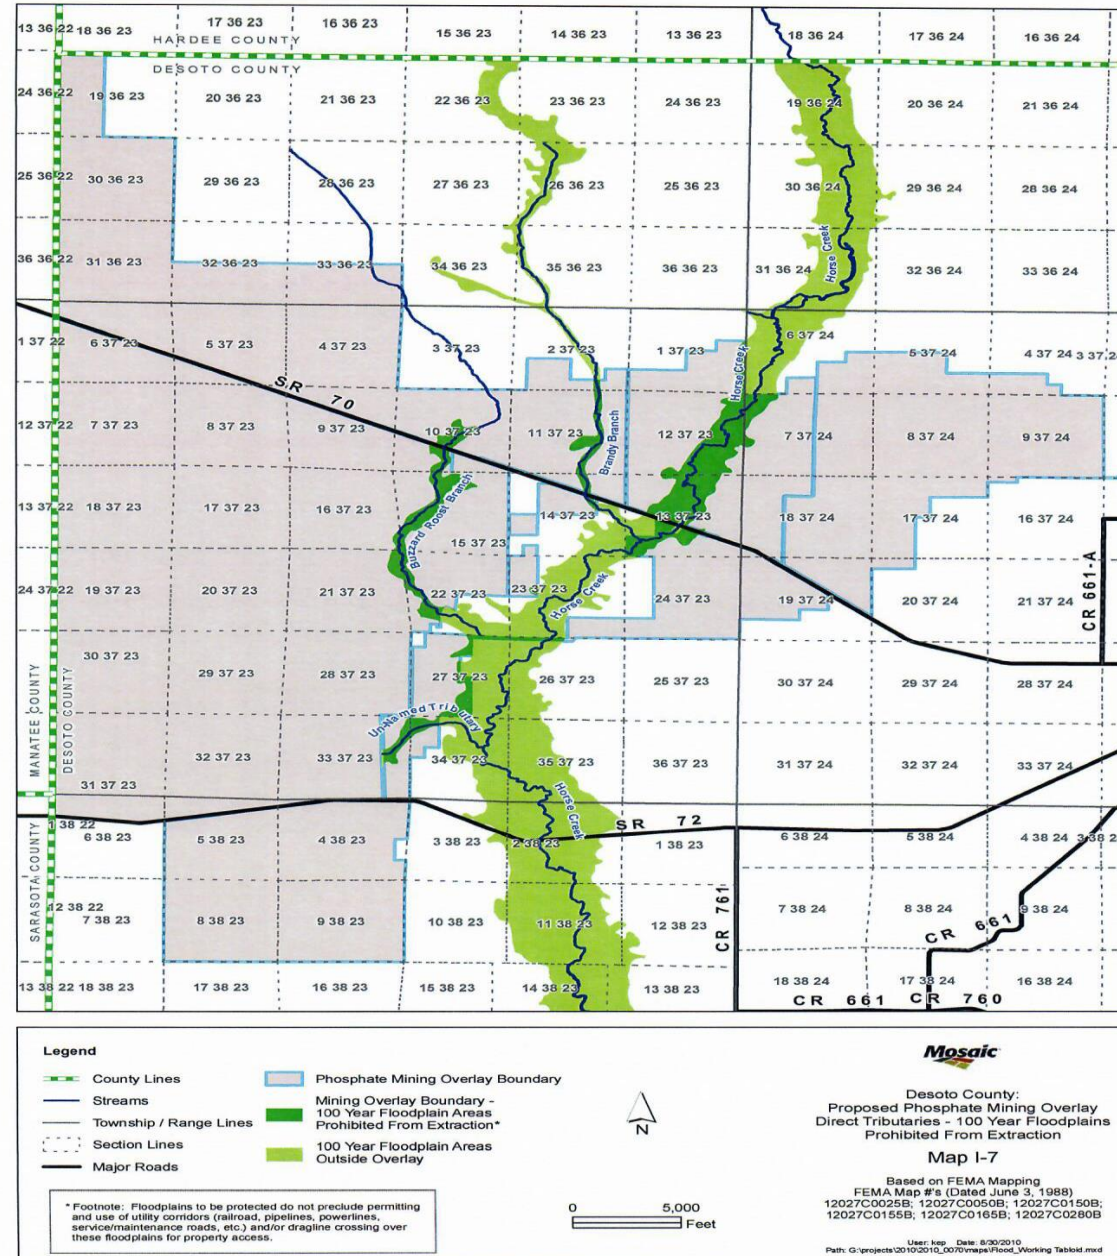 13 36 22 18 36 23 17 36 23 16 36 23 15 36 23 14 36 23 13 36 23 18 36 24 17 36 24 16 36 24
HARDEE COUNTY
DESOTO COUNTY
24 36 22 19 36 23 20 36 23 21 36 23 22 36 23 23 36 23 24 36 23 19 36 24 20 36 24 21 36 24
25 36 22 30 36 23 29 36 23 28 36 23 27 36 23 26 36 23 25 36 23 30 36 24 29 36 24 28 36 24
Horse Creek
36 36 22 31 36 23 32 36 23 33 36 23 34 36 23 35 36 23 36 36 23 31 36 24 32 36 24 33 36 24
1 37 22 6 37 23 5 37 23 4 37 23 3 37 23 2 37 23 1 37 23 6 37 24 5 37 24 4 37 24 3 37 2
Horse Creek
SR 70
12 37 22 7 37 23 8 37 23 9 37 23 10 37 23 11 37 23 12 37 23 7 37 24 8 37 24 9 37 24
Brandy Branch
13 37 22 18 37 23 17 37 23 16 37 23 15 37 23 14 37 23 13 37 23 18 37 24 17 37 24 16 37 24
Buzzard Roost Branch
24 37 22 19 37 23 20 37 23 21 37 23 22 37 23 23 37 23 24 37 23 19 37 24 20 37 24 21 37 24
Horse Creek
CR 661-A
30 37 23 29 37 23 28 37 23 27 37 23 26 37 23 25 37 23 30 37 24 29 37 24 28 37 24
MANATEE COUNTY
DESOTO COUNTY
Un-Named Tributary
31 37 23 32 37 23 33 37 23 34 37 23 35 37 23 36 37 23 31 37 24 32 37 24 33 37 24
Horse Creek
SR 72
1 38 22 6 38 23 5 38 23 4 38 23 3 38 23 2 38 23 1 38 23 6 38 24 5 38 24 4 38 24 3 38 2
SARASOTA COUNTY
12 38 22 7 38 23 8 38 23 9 38 23 10 38 23 11 38 23 12 38 23 7 38 24 8 38 24 9 38 24
CR 761
CR 661
13 38 22 18 38 23 17 38 23 16 38 23 15 38 23 14 38 23 13 38 23 18 38 24 17 38 24 16 38 24
CR 661 CR 760
Legend
County Lines
Streams
Township / Range Lines
Section Lines
Major Roads
Phosphate Mining Overlay Boundary
Mining Overlay Boundary -
100 Year Floodplain Areas
Prohibited From Extraction*
100 Year Floodplain Areas
Outside Overlay
* Footnote: Floodplains to be protected do not preclude permitting
and use of utility corridors (railroad, pipelines, powerlines,
service/maintenance roads, etc.) and/or dragline crossing over
these floodplains for property access.
N
0 5,000
Feet
Mosaic
Desoto County:
Proposed Phosphate Mining Overlay
Direct Tributaries - 100 Year Floodplains
Prohibited From Extraction
Map I-7
Based on FEMA Mapping
FEMA Map #'s (Dated June 3, 1988)
12027C0025B; 12027C0050B; 12027C0150B;
12027C0155B; 12027C0165B; 12027C0280B
User: kep Date: 8/30/2010
Path: G:\projects\2010\2010_0070\maps\Flood_Working Tabloid.mxd